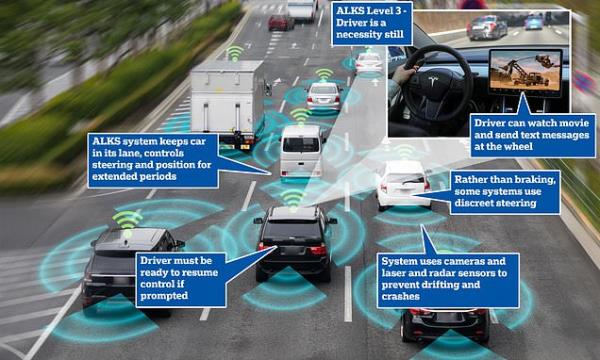 ALKS Level 3 -
Driver is a
necessity still
Driver can watch movie
and send text messages
at the wheel
ALKS system keeps car
in its lane, controls
steering and position for
extended periods
Rather than braking,
some systems use
discreet steering
Driver must be
ready to resume
control if
prompted
System uses cameras and
laser and radar sensors to
prevent drifting and
crashes